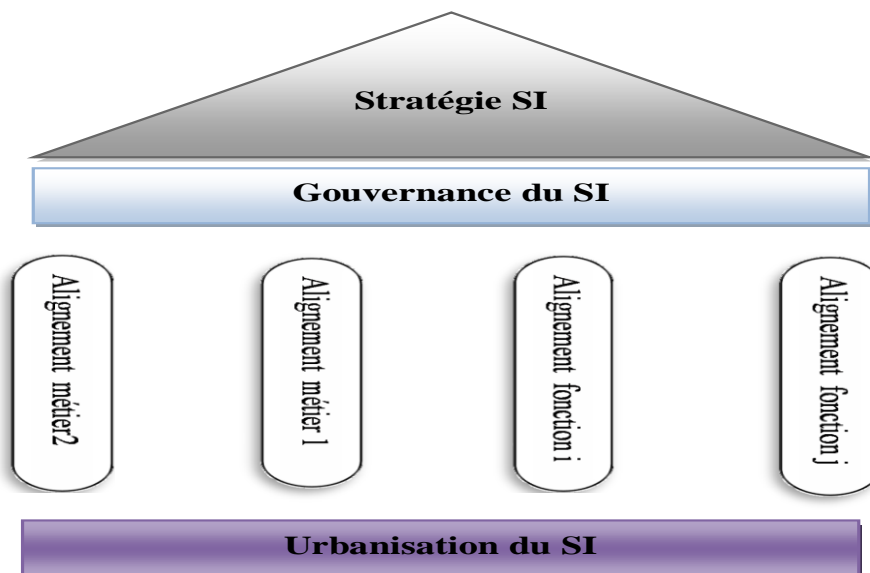 Stratégie SI
Gouvernance du SI
Alignement métier2
Alignement métier 1
Alignement fonction i
Alignement fonction j
Urbanisation du SI